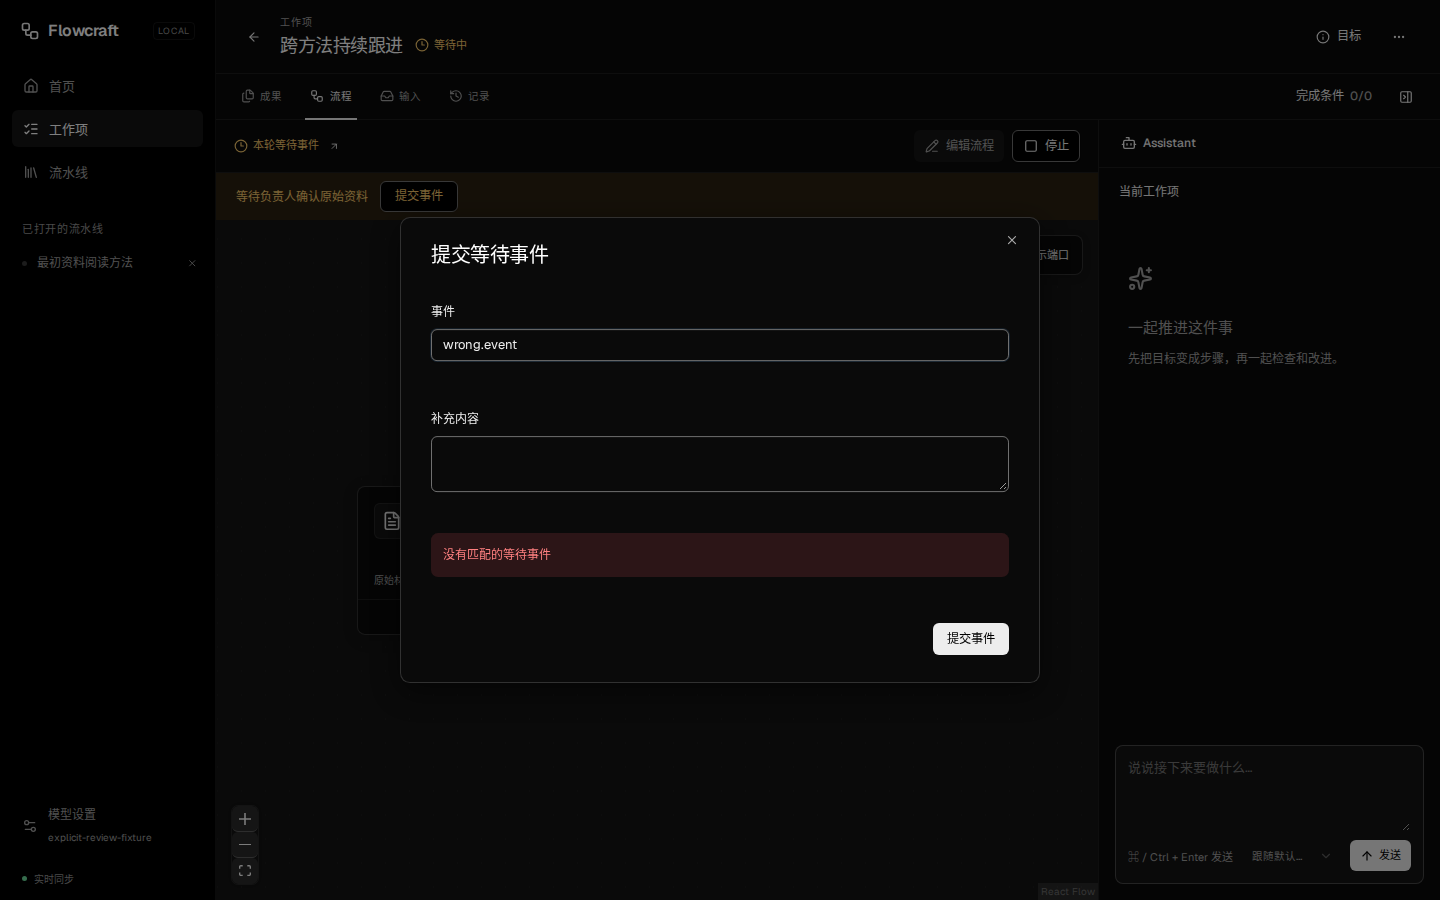 Flowcraft
LOCAL
首页
工作项
流水线
已打开的流水线
最初资料阅读方法
模型设置
explicit-review-fixture
实时同步
工作项
跨方法持续跟进
等待中
目标
成果
流程
输入
记录
完成条件 0/0
本轮等待事件
编辑流程
停止
等待负责人确认原始资料
提交事件
示端口
原始材
React Flow
提交等待事件
事件
wrong.event
补充内容
没有匹配的等待事件
提交事件
Assistant
当前工作项
一起推进这件事
先把目标变成步骤，再一起检查和改进。
说说接下来要做什么…
⌘ / Ctrl + Enter 发送
跟随默认…
发送